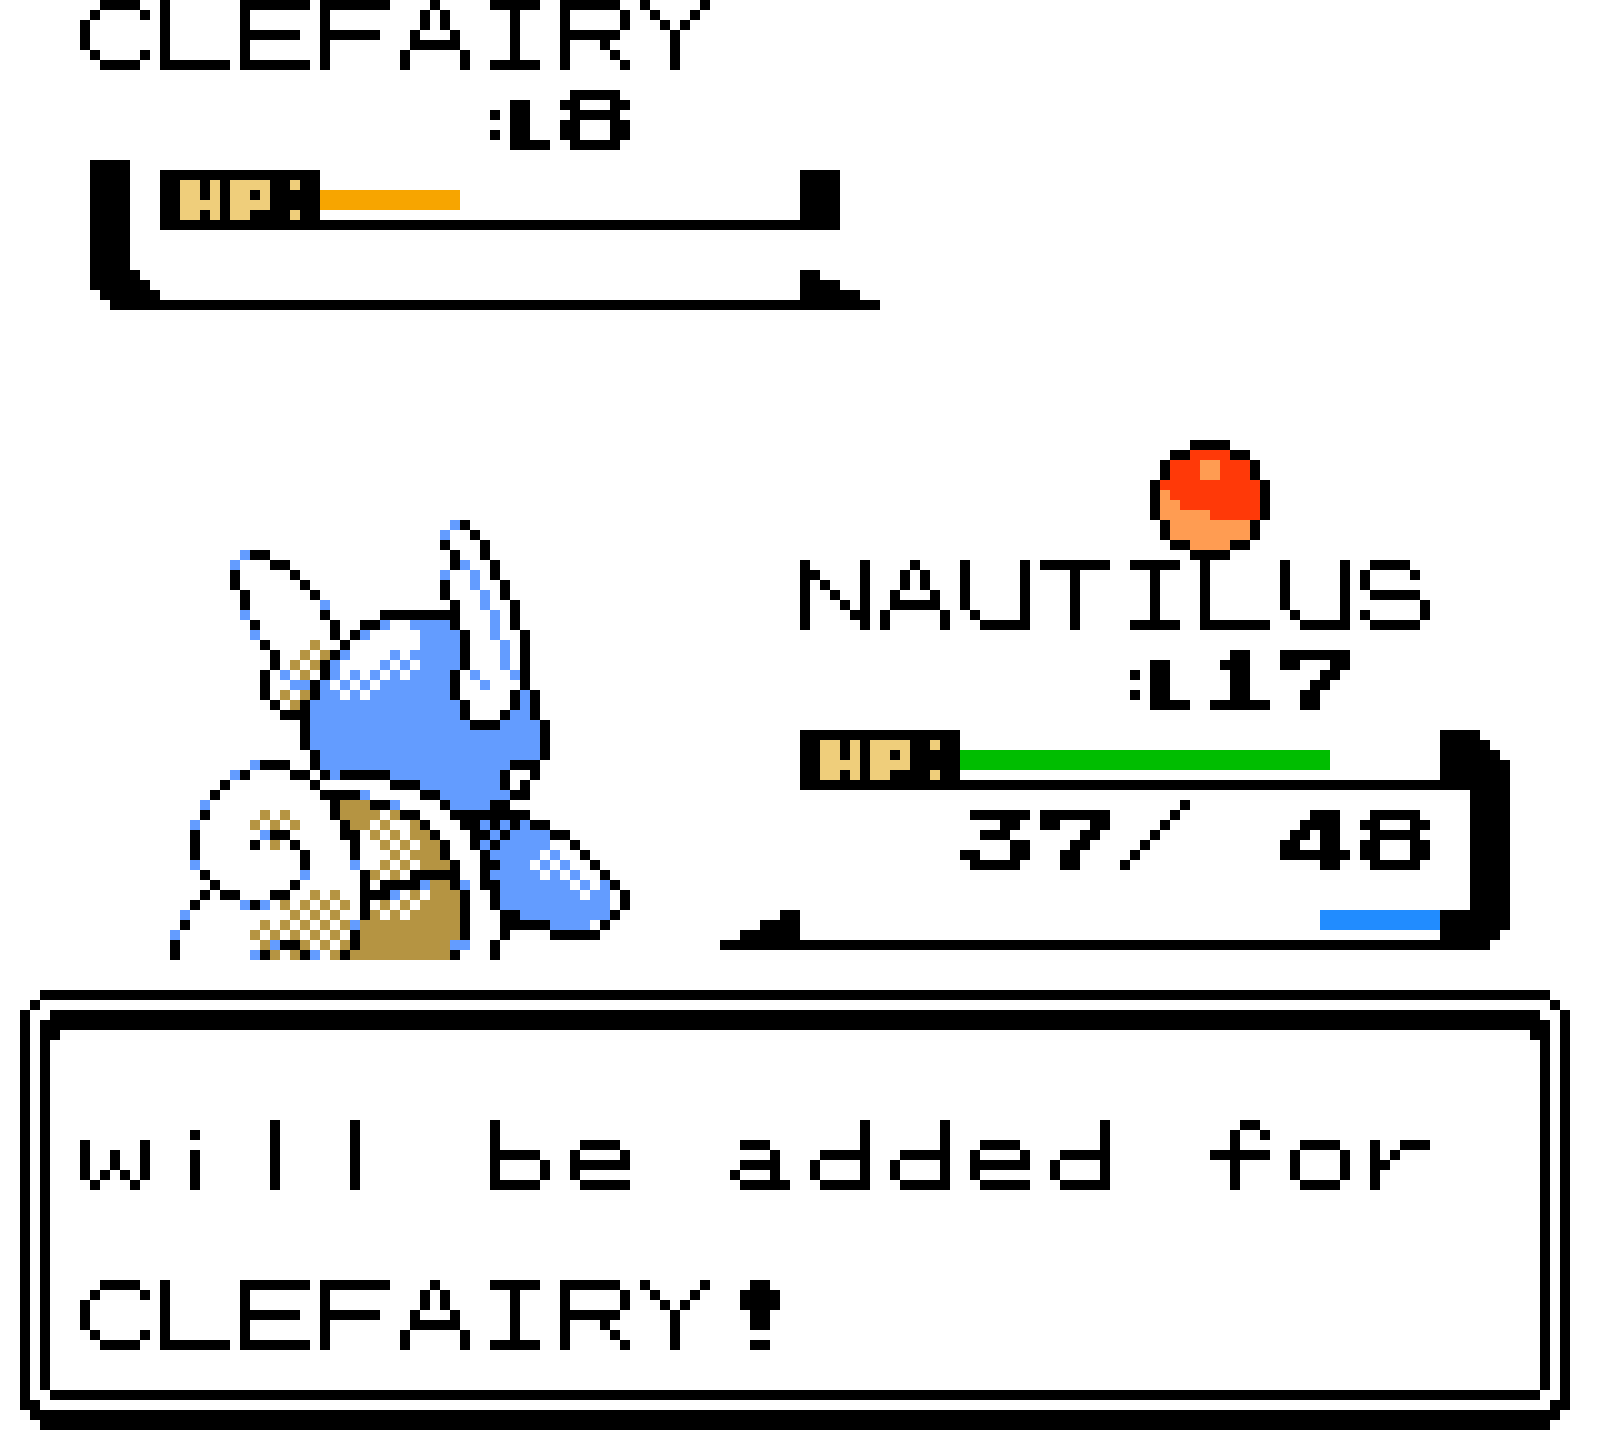 CLEFAIRY
:L8
HP:
NAUTILUS
:L17
HP:
37/ 48
will be added for
CLEFAIRY!